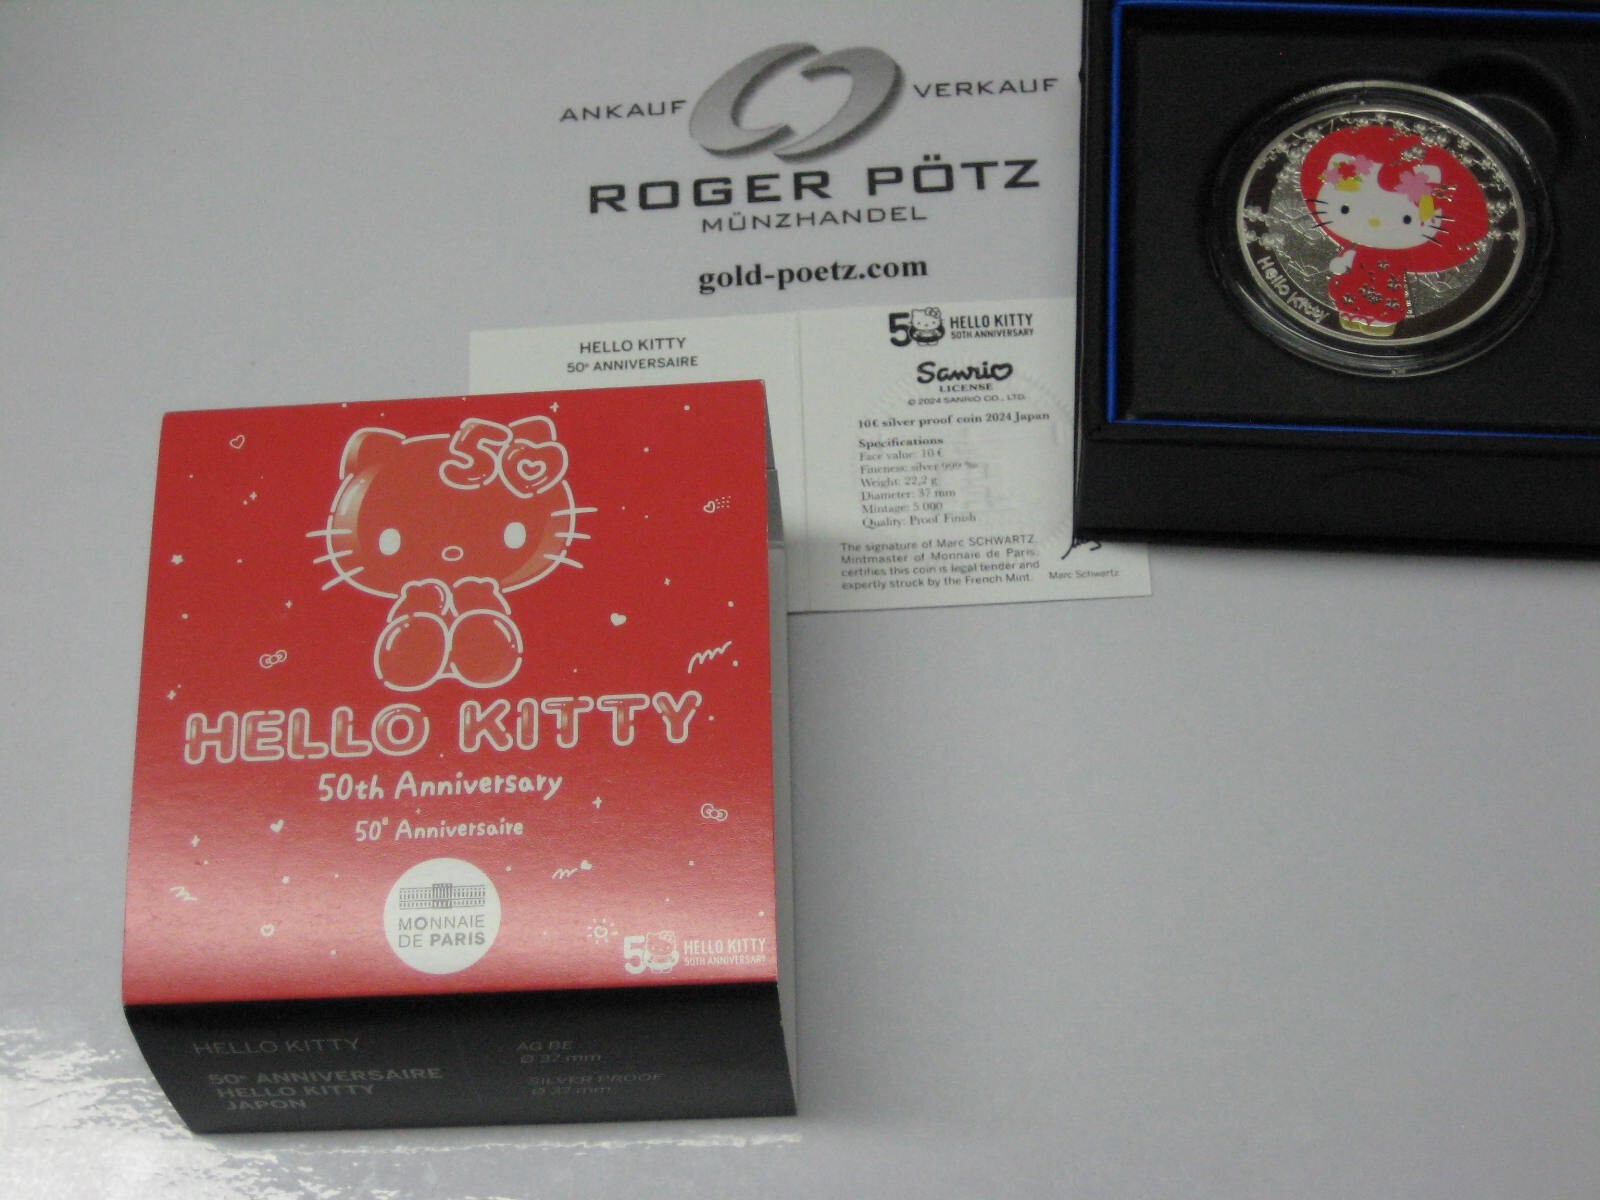 ANKAUF VERKAUF
ROGER PÖTZ
MÜNZHANDEL
gold-poetz.com
Hello Kitty
HELLO KITTY
50e ANNIVERSAIRE
50 HELLO KITTY
50TH ANNIVERSARY
Sanrio
LICENSE
© 2024 SANRIO CO., LTD.
10€ silver proof coin 2024 Japan
Specifications
Face value: 10 €
Fineness: silver 999 ‰
Weight: 22,2 g
Diameter: 37 mm
Mintage: 5 000
Quality: Proof Finish
The signature of Marc SCHWARTZ,
Mintmaster of Monnaie de Paris,
certifies this coin is legal tender and
expertly struck by the French Mint.
Marc Schwartz
50
HELLO KITTY
50th Anniversary
50e Anniversaire
MONNAIE
DE PARIS
50 HELLO KITTY
50TH ANNIVERSARY
HELLO KITTY
50e ANNIVERSAIRE
HELLO KITTY
JAPON
AG BE
Ø 37 mm
SILVER PROOF
Ø 37 mm